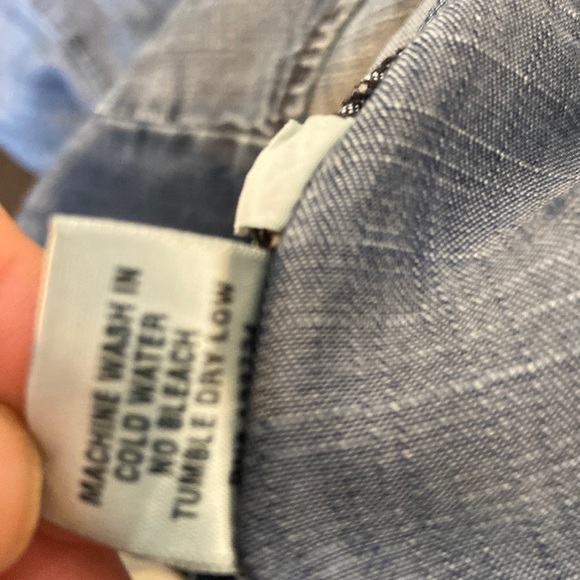 MACHINE WASH IN
COLD WATER
NO BLEACH
TUMBLE DRY LOW